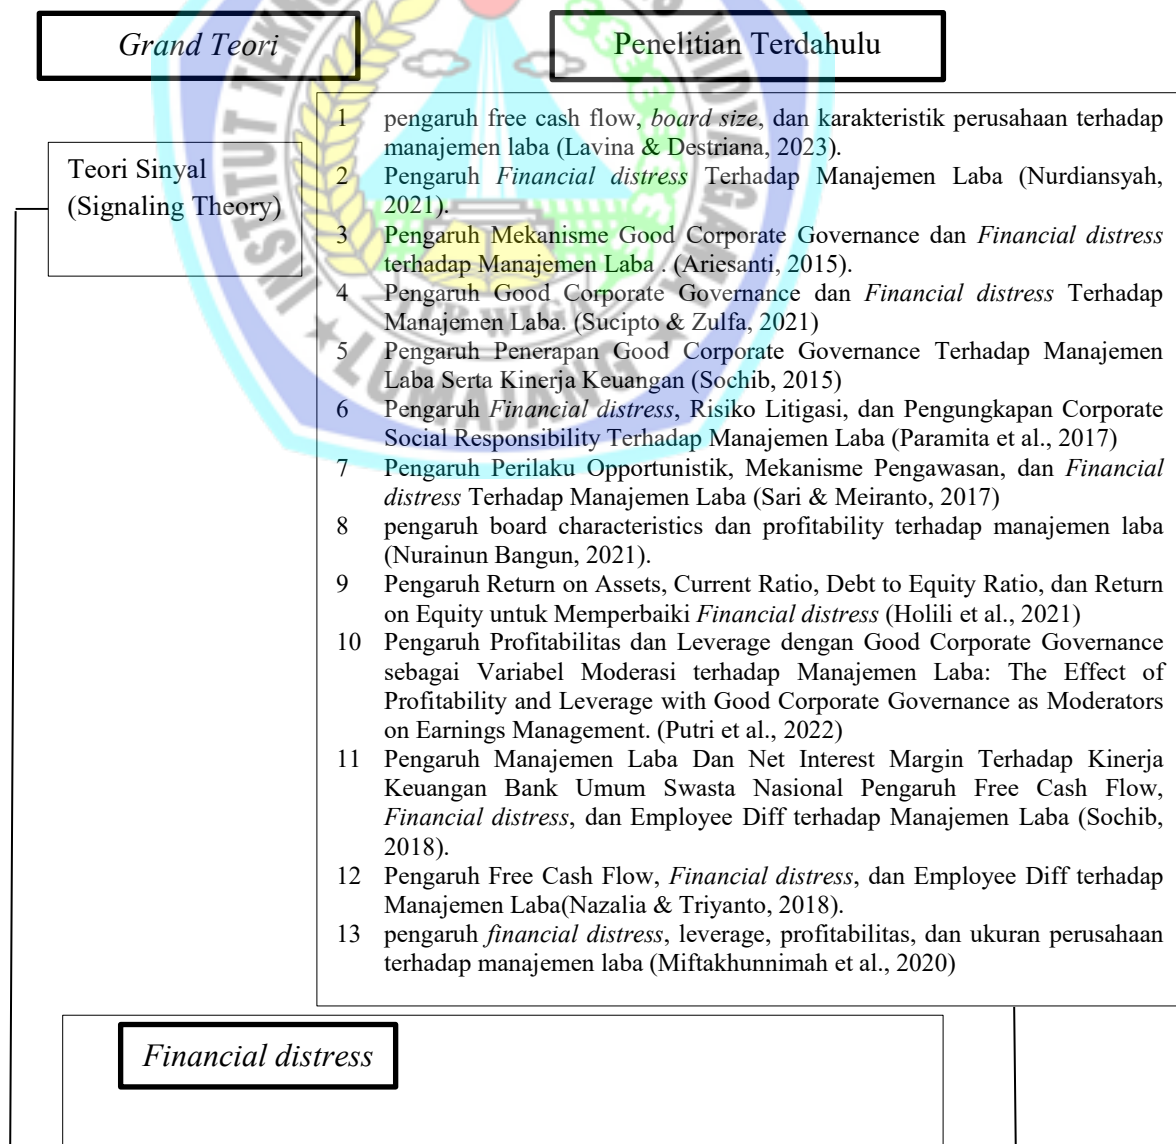 Grand Teori
Penelitian Terdahulu
Teori Sinyal
(Signaling Theory)
1 pengaruh free cash flow, board size, dan karakteristik perusahaan terhadap
manajemen laba (Lavina & Destriana, 2023).
2 Pengaruh Financial distress Terhadap Manajemen Laba (Nurdiansyah,
2021).
3 Pengaruh Mekanisme Good Corporate Governance dan Financial distress
terhadap Manajemen Laba . (Ariesanti, 2015).
4 Pengaruh Good Corporate Governance dan Financial distress Terhadap
Manajemen Laba. (Sucipto & Zulfa, 2021)
5 Pengaruh Penerapan Good Corporate Governance Terhadap Manajemen
Laba Serta Kinerja Keuangan (Sochib, 2015)
6 Pengaruh Financial distress, Risiko Litigasi, dan Pengungkapan Corporate
Social Responsibility Terhadap Manajemen Laba (Paramita et al., 2017)
7 Pengaruh Perilaku Opportunistik, Mekanisme Pengawasan, dan Financial
distress Terhadap Manajemen Laba (Sari & Meiranto, 2017)
8 pengaruh board characteristics dan profitability terhadap manajemen laba
(Nurainun Bangun, 2021).
9 Pengaruh Return on Assets, Current Ratio, Debt to Equity Ratio, dan Return
on Equity untuk Memperbaiki Financial distress (Holili et al., 2021)
10 Pengaruh Profitabilitas dan Leverage dengan Good Corporate Governance
sebagai Variabel Moderasi terhadap Manajemen Laba: The Effect of
Profitability and Leverage with Good Corporate Governance as Moderators
on Earnings Management. (Putri et al., 2022)
11 Pengaruh Manajemen Laba Dan Net Interest Margin Terhadap Kinerja
Keuangan Bank Umum Swasta Nasional Pengaruh Free Cash Flow,
Financial distress, dan Employee Diff terhadap Manajemen Laba (Sochib,
2018).
12 Pengaruh Free Cash Flow, Financial distress, dan Employee Diff terhadap
Manajemen Laba(Nazalia & Triyanto, 2018).
13 pengaruh financial distress, leverage, profitabilitas, dan ukuran perusahaan
terhadap manajemen laba (Miftakhunnimah et al., 2020)
Financial distress
LUMAJANG